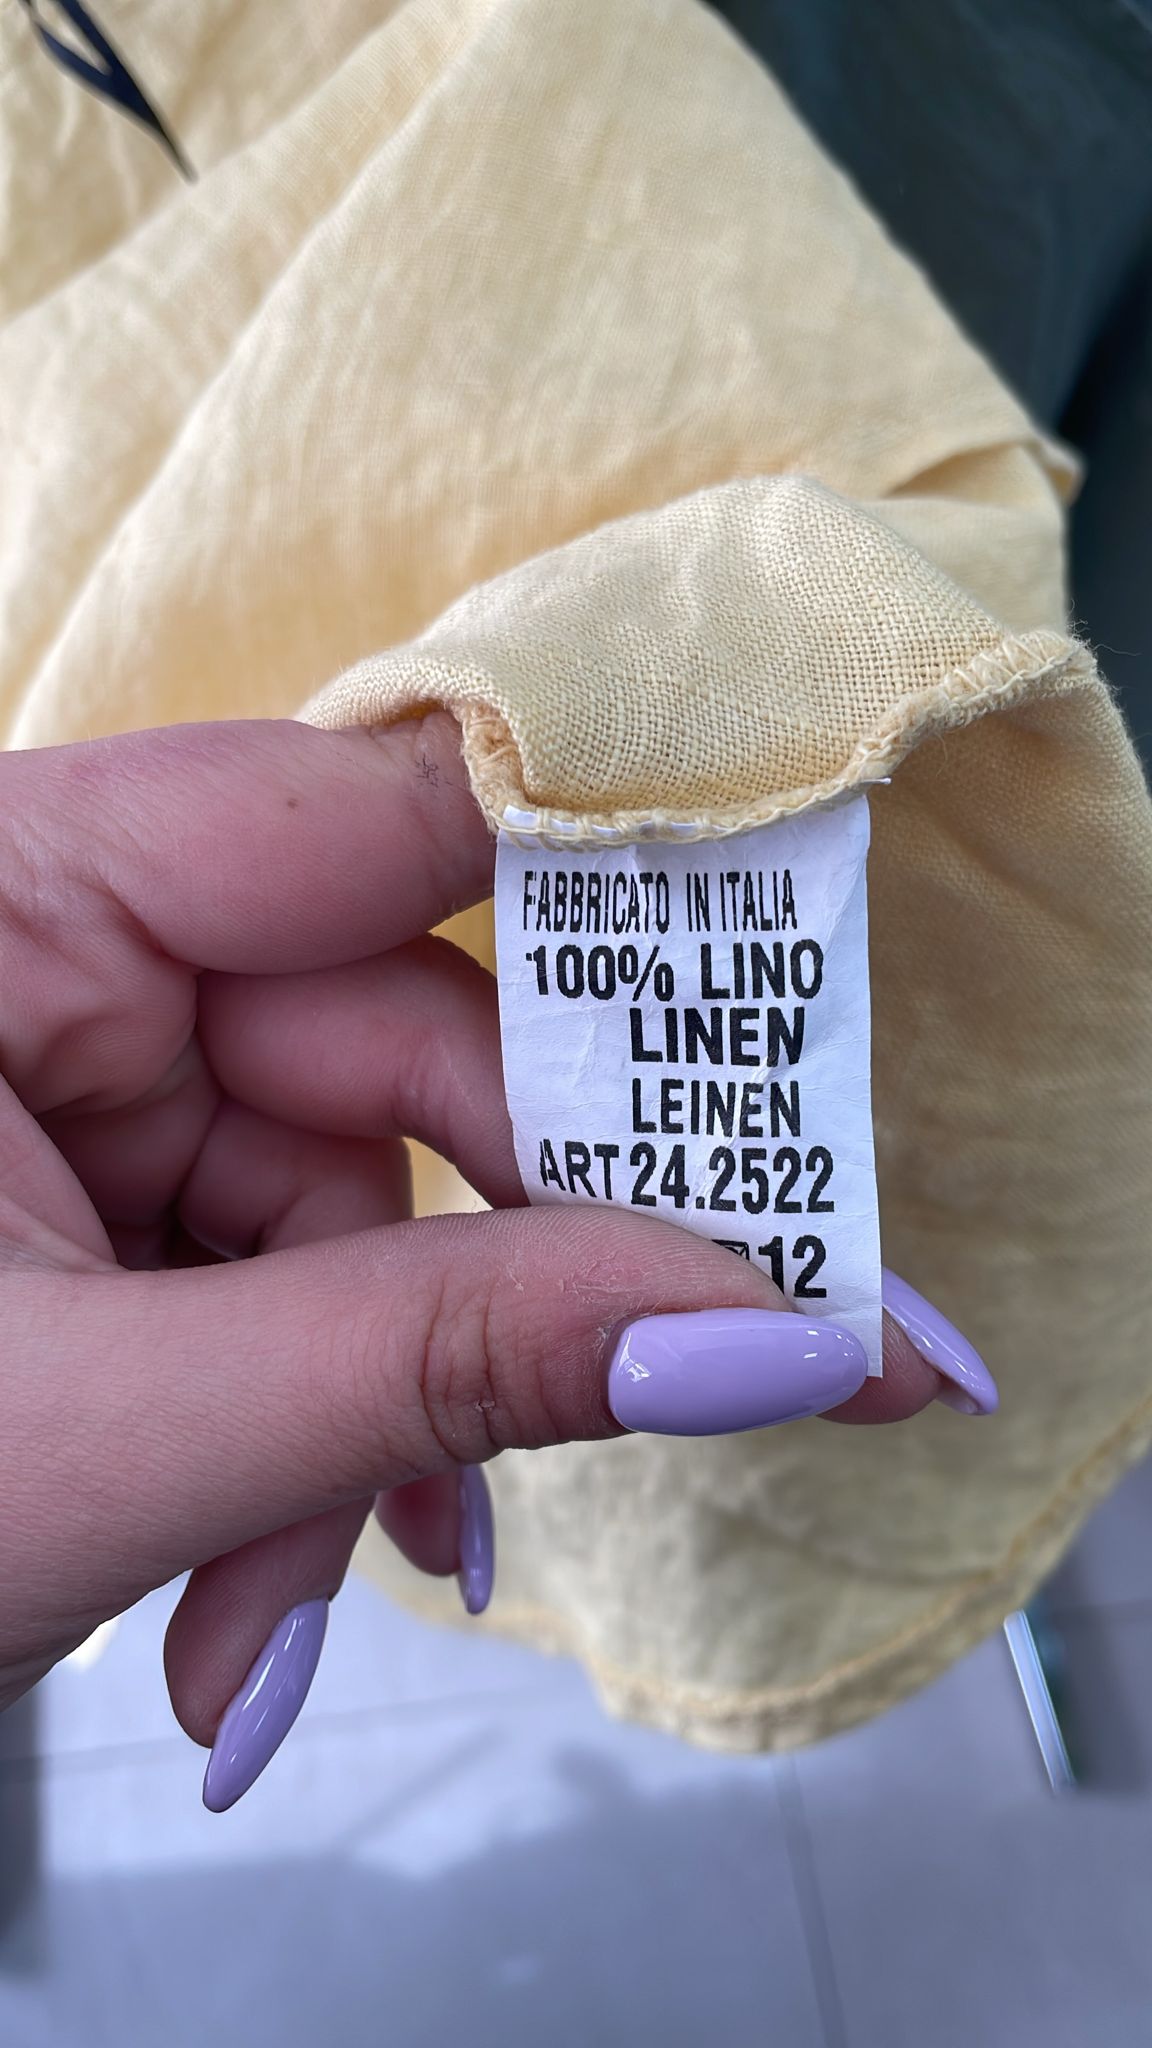 FABBRICATO IN ITALIA
100% LINO
LINEN
LEINEN
ART 24.2522
12